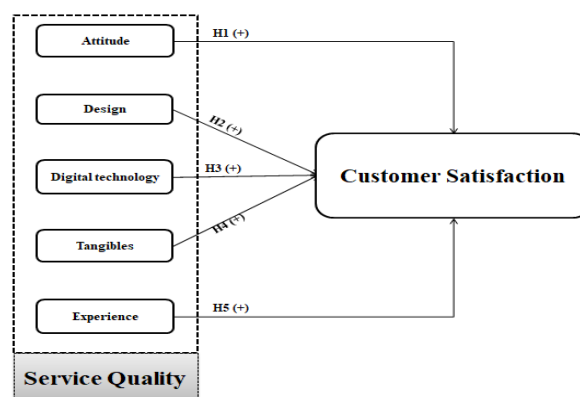 Attitude
H1 (+)
Design
H2 (+)
Digital technology
H3 (+)
Customer Satisfaction
Tangibles
H4 (+)
Experience
H5 (+)
Service Quality